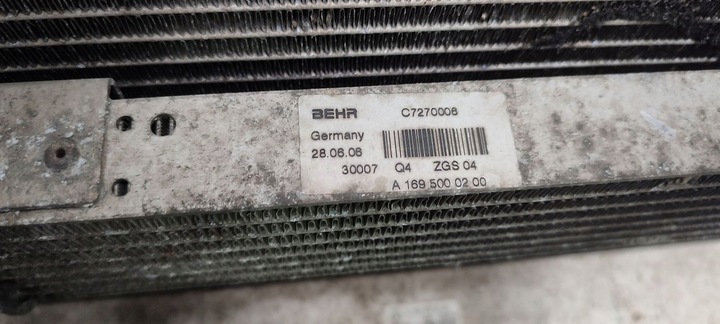 BEHR C7270006
Germany
28.06.06
30007 Q4 ZGS 04
A 169 500 02 00